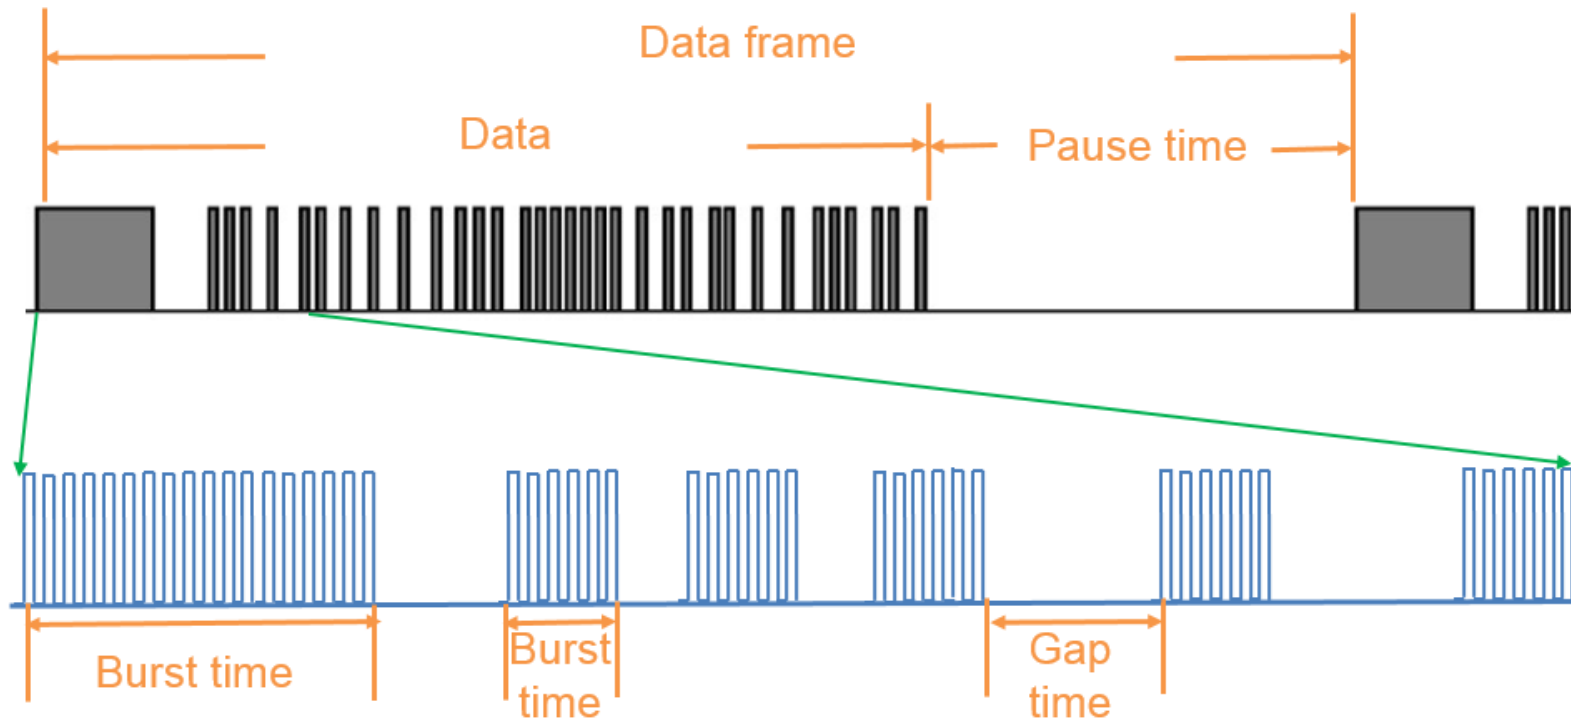 Data frame
Data
Pause time
Burst time
Burst
time
Gap
time